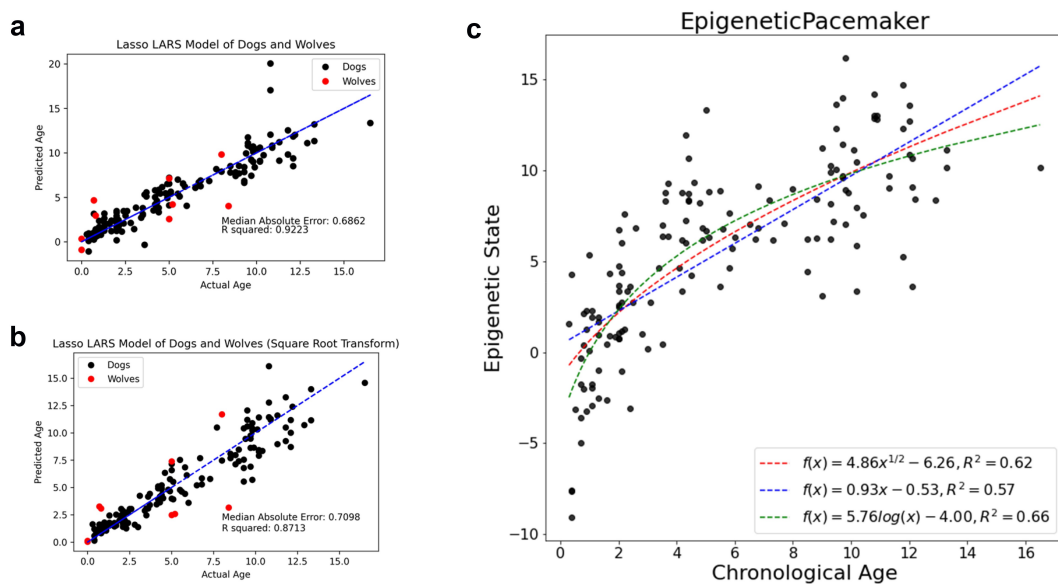 a
Lasso LARS Model of Dogs and Wolves
Dogs
Wolves
20
15
10
5
0
Predicted Age
Median Absolute Error: 0.6862
R squared: 0.9223
0.0 2.5 5.0 7.5 10.0 12.5 15.0
Actual Age
b
Lasso LARS Model of Dogs and Wolves (Square Root Transform)
Dogs
Wolves
15.0
12.5
10.0
7.5
5.0
2.5
0.0
Predicted Age
Median Absolute Error: 0.7098
R squared: 0.8713
0.0 2.5 5.0 7.5 10.0 12.5 15.0
Actual Age
c
EpigeneticPacemaker
15
10
5
0
−5
−10
Epigenetic State
f(x) = 4.86x^{1/2} − 6.26, R² = 0.62
f(x) = 0.93x − 0.53, R² = 0.57
f(x) = 5.76log(x) − 4.00, R² = 0.66
0 2 4 6 8 10 12 14 16
Chronological Age